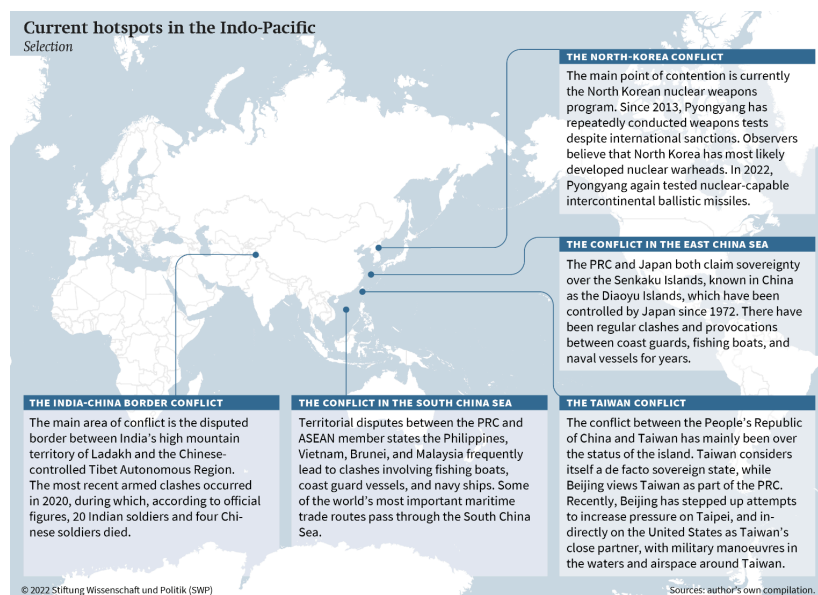 Current hotspots in the Indo-Pacific
Selection
THE NORTH-KOREA CONFLICT
The main point of contention is currently
the North Korean nuclear weapons
program. Since 2013, Pyongyang has
repeatedly conducted weapons tests
despite international sanctions. Observers
believe that North Korea has most likely
developed nuclear warheads. In 2022,
Pyongyang again tested nuclear-capable
intercontinental ballistic missiles.
THE CONFLICT IN THE EAST CHINA SEA
The PRC and Japan both claim sovereignty
over the Senkaku Islands, known in China
as the Diaoyu Islands, which have been
controlled by Japan since 1972. There have
been regular clashes and provocations
between coast guards, fishing boats, and
naval vessels for years.
THE INDIA-CHINA BORDER CONFLICT
The main area of conflict is the disputed
border between India's high mountain
territory of Ladakh and the Chinese-
controlled Tibet Autonomous Region.
The most recent armed clashes occurred
in 2020, during which, according to official
figures, 20 Indian soldiers and four Chi-
nese soldiers died.
THE CONFLICT IN THE SOUTH CHINA SEA
Territorial disputes between the PRC and
ASEAN member states the Philippines,
Vietnam, Brunei, and Malaysia frequently
lead to clashes involving fishing boats,
coast guard vessels, and navy ships. Some
of the world's most important maritime
trade routes pass through the South China
Sea.
THE TAIWAN CONFLICT
The conflict between the People's Republic
of China and Taiwan has mainly been over
the status of the island. Taiwan considers
itself a de facto sovereign state, while
Beijing views Taiwan as part of the PRC.
Recently, Beijing has stepped up attempts
to increase pressure on Taipei, and in-
directly on the United States as Taiwan's
close partner, with military manoeuvres in
the waters and airspace around Taiwan.
© 2022 Stiftung Wissenschaft und Politik (SWP)
Sources: author's own compilation.